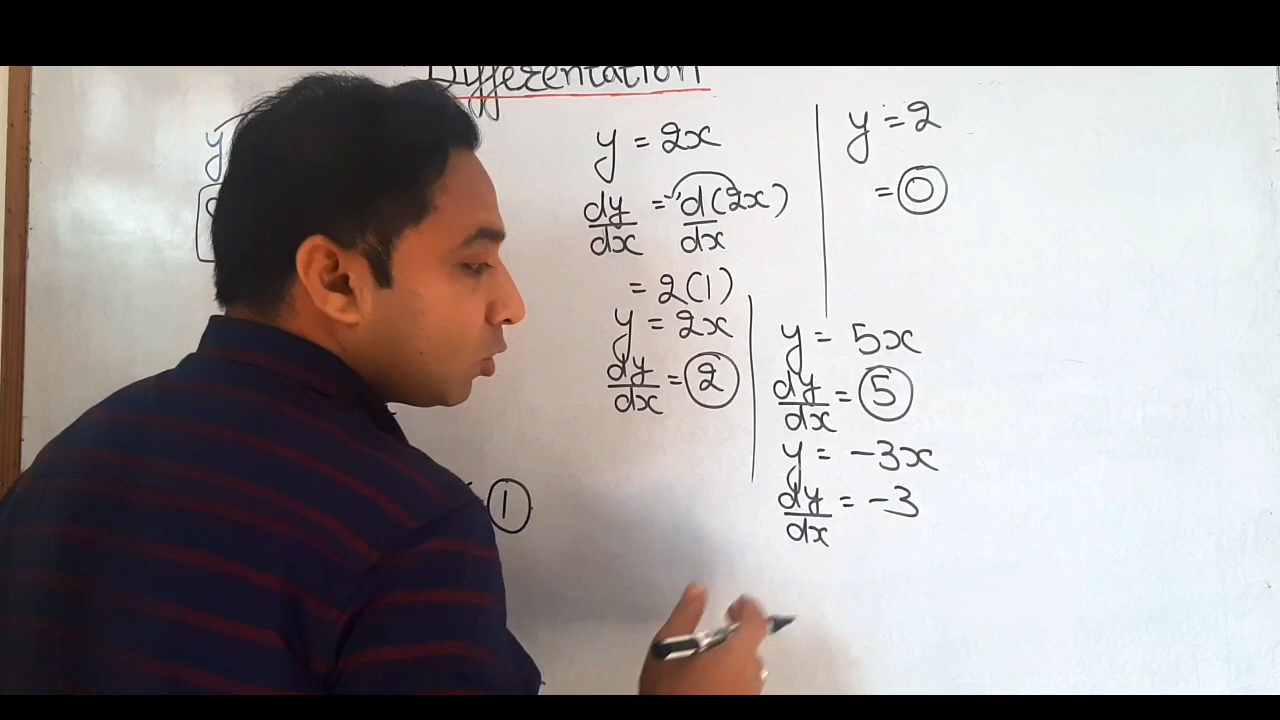 Differentation
y
y = 2x
dy/dx = d/dx (2x)
= 2(1)
y = 2x
dy/dx = 2
1
y = 2
= 0
y = 5x
dy/dx = 5
y = -3x
dy/dx = -3